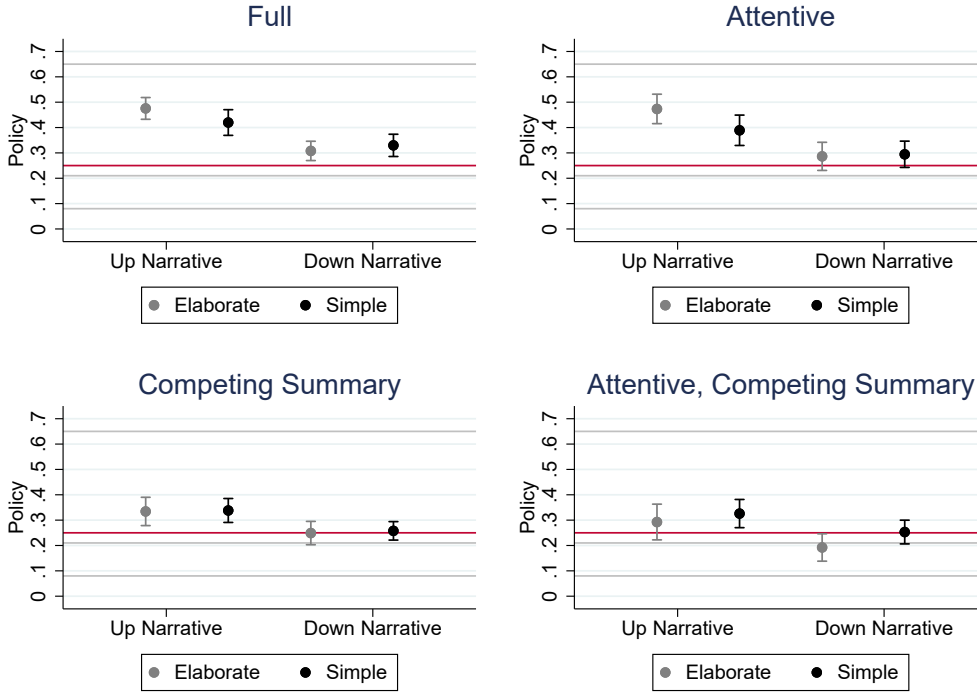 Full
Policy
.7
.6
.5
.4
.3
.2
.1
0
Up Narrative Down Narrative
Elaborate Simple
Attentive
Policy
.7
.6
.5
.4
.3
.2
.1
0
Up Narrative Down Narrative
Elaborate Simple
Competing Summary
Policy
.7
.6
.5
.4
.3
.2
.1
0
Up Narrative Down Narrative
Elaborate Simple
Attentive, Competing Summary
Policy
.7
.6
.5
.4
.3
.2
.1
0
Up Narrative Down Narrative
Elaborate Simple